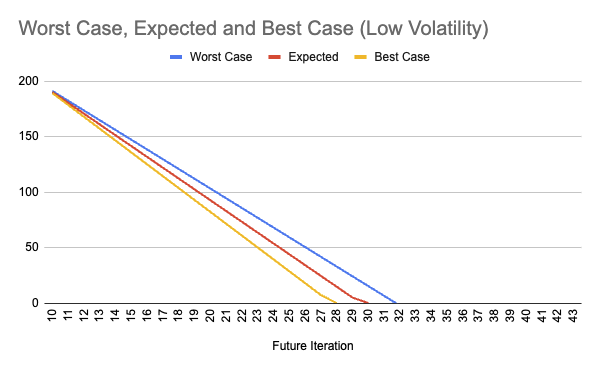 Worst Case, Expected and Best Case (Low Volatility)
Worst Case Expected Best Case
200
150
100
50
0
10 11 12 13 14 15 16 17 18 19 20 21 22 23 24 25 26 27 28 29 30 31 32 33 34 35 36 37 38 39 40 41 42 43
Future Iteration